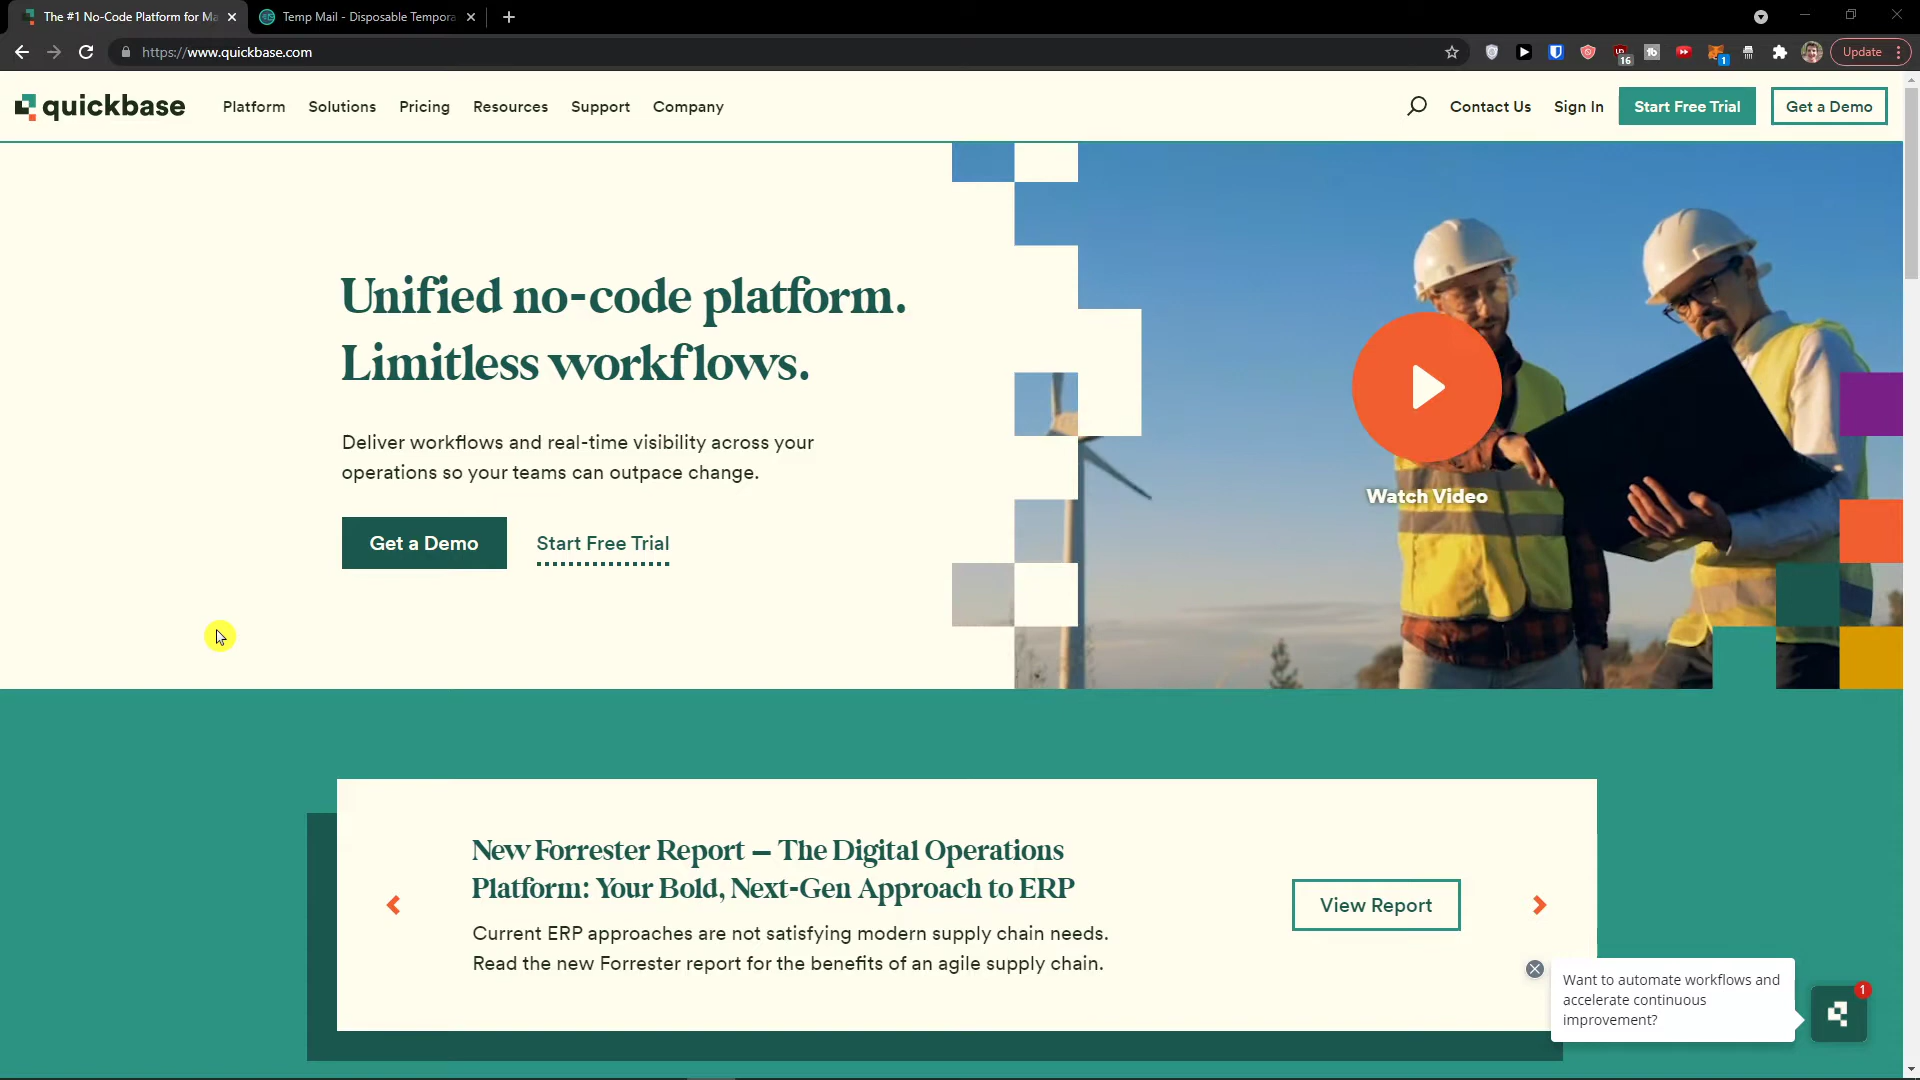 The #1 No-Code Platform for Ma
Temp Mail - Disposable Tempora
https://www.quickbase.com
16
1
Update
quickbase
Platform
Solutions
Pricing
Resources
Support
Company
Contact Us
Sign In
Start Free Trial
Get a Demo
Unified no-code platform.
Limitless workflows.
Deliver workflows and real-time visibility across your
operations so your teams can outpace change.
Get a Demo
Start Free Trial
Watch Video
New Forrester Report – The Digital Operations
Platform: Your Bold, Next-Gen Approach to ERP
Current ERP approaches are not satisfying modern supply chain needs.
Read the new Forrester report for the benefits of an agile supply chain.
View Report
Want to automate workflows and
accelerate continuous
improvement?
1